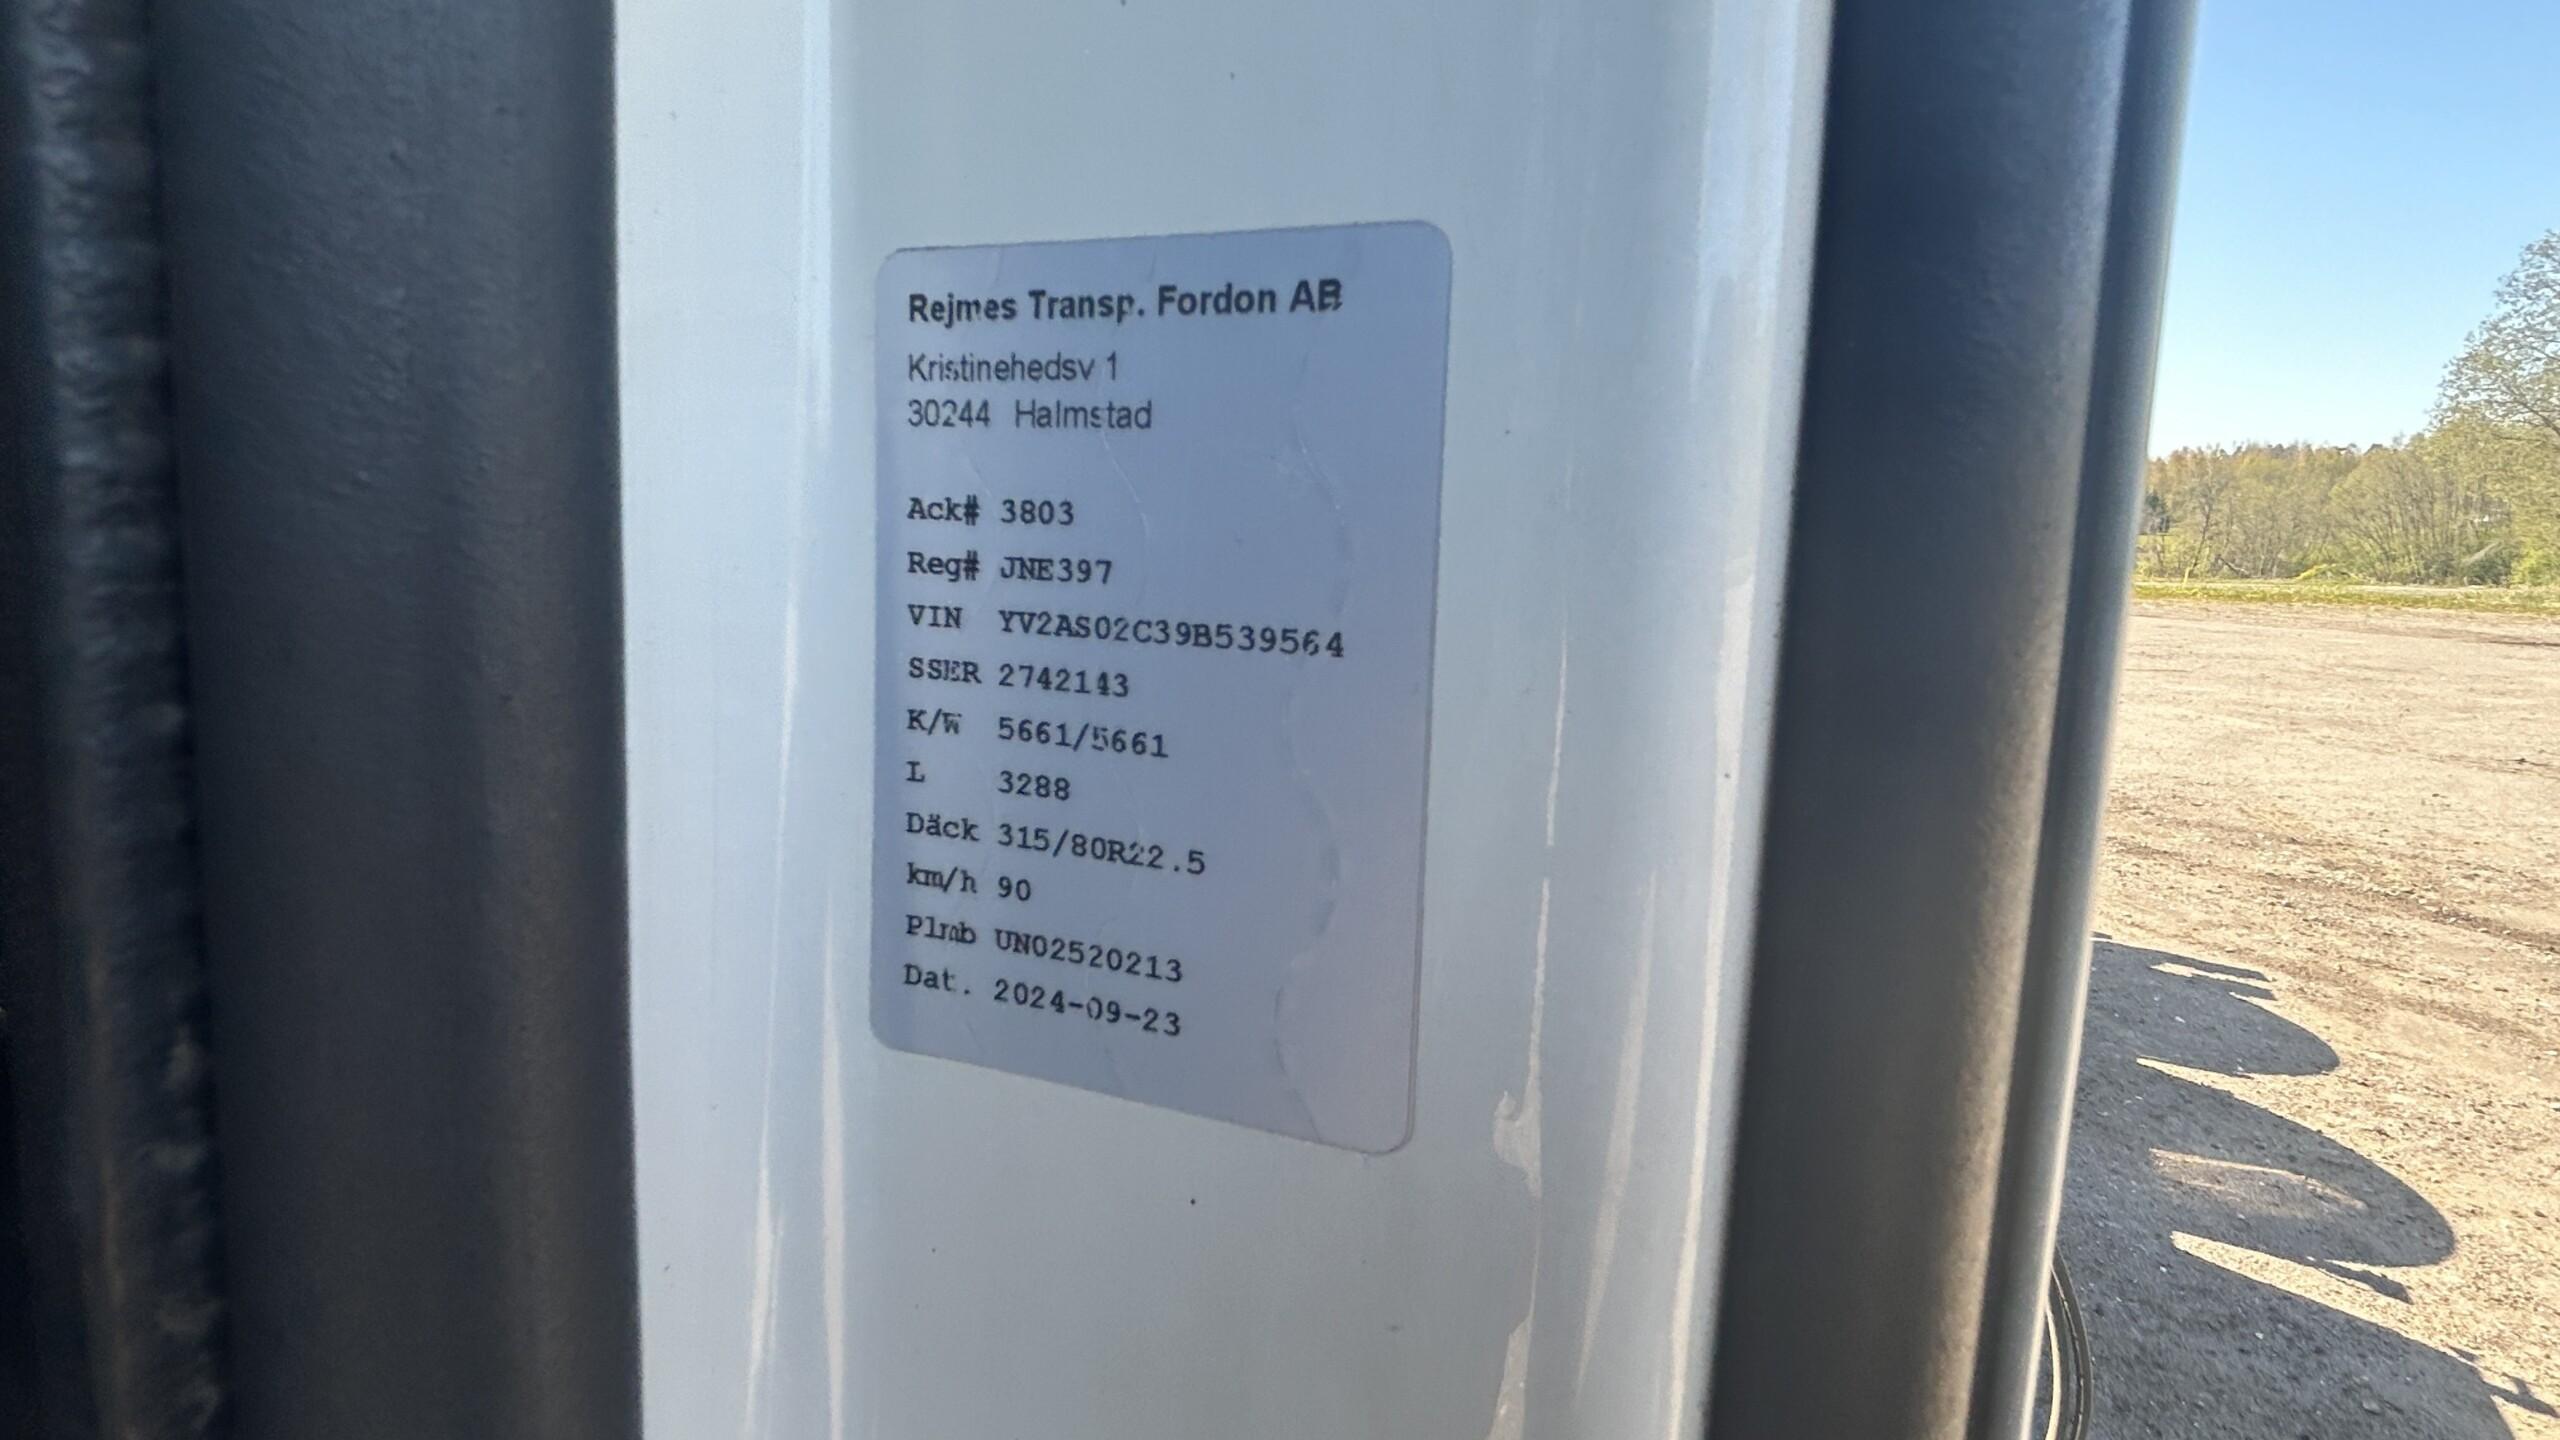 Rejmes Transp. Fordon AB
Kristinehedsv 1
30244 Halmstad
Ack# 3803
Reg# JNE397
VIN YV2AS02C39B539564
SSER 2742143
K/W 5661/5661
L 3288
Däck 315/80R22.5
km/h 90
Plmb UN02520213
Dat. 2024-09-23